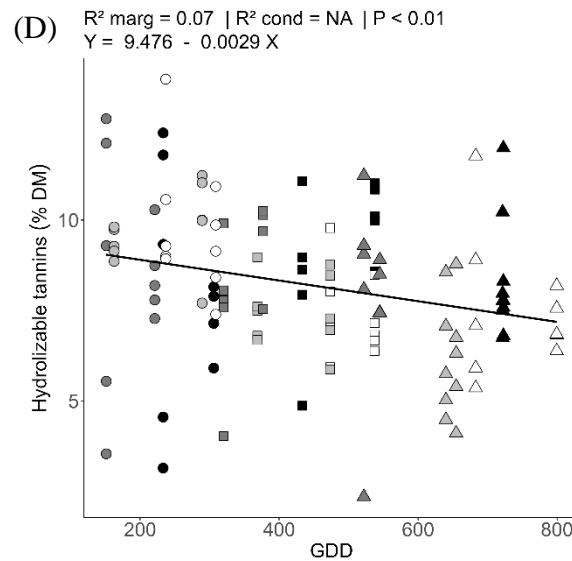 (D)
R² marg = 0.07 | R² cond = NA | P < 0.01
Y = 9.476 - 0.0029 X
Hydrolizable tannins (% DM)
10
5
200 400 600 800
GDD